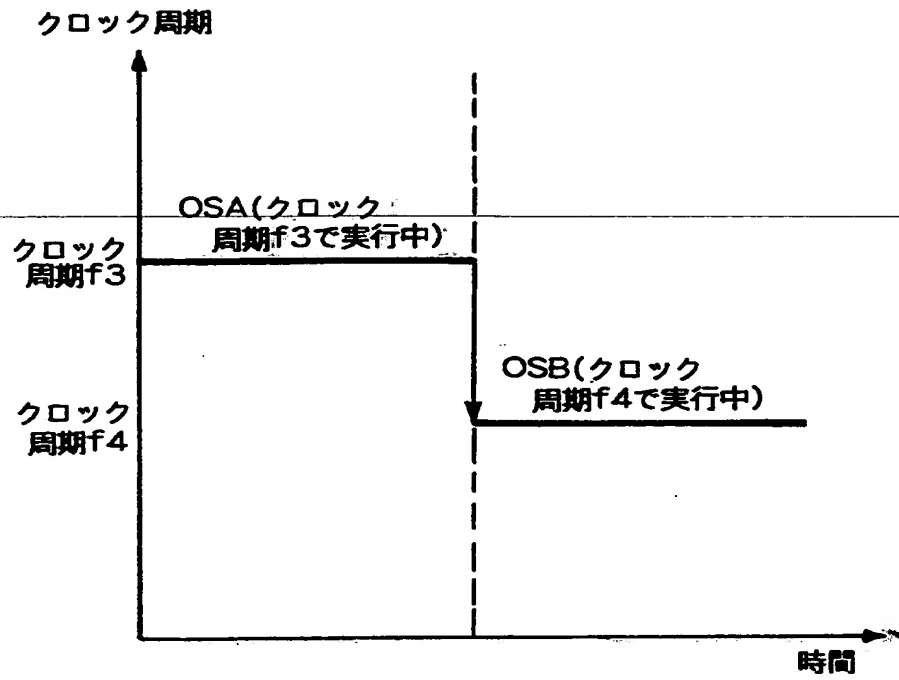 クロック周期
OSA(クロック
周期f3で実行中)
クロック
周期f3
OSB(クロック
周期f4で実行中)
クロック
周期f4
時間